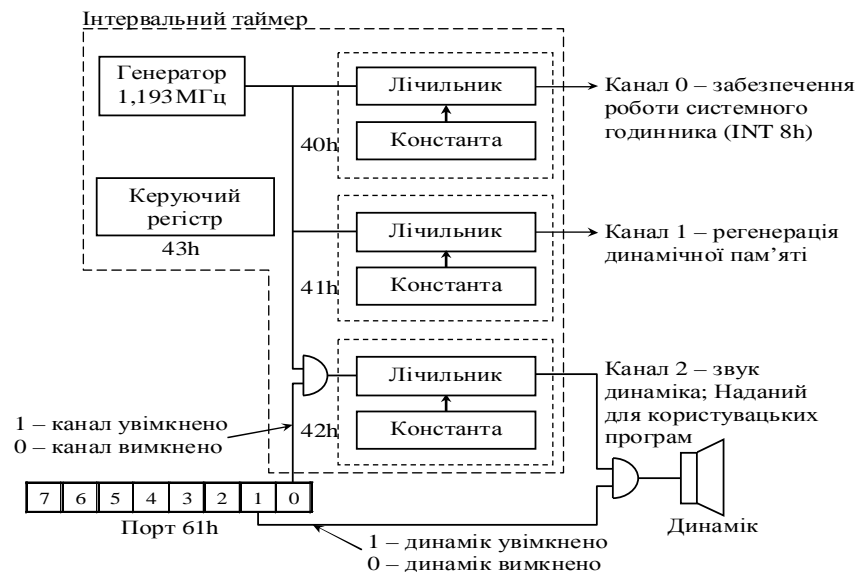 Інтервальний таймер
Генератор
1,193МГц
Лічильник
Константа
40h
Канал 0 – забезпечення
роботи системного
годинника (INT 8h)
Керуючий
регістр
43h
Лічильник
Константа
41h
Канал 1 – регенерація
динамічної пам’яті
Лічильник
Константа
42h
Канал 2 – звук
динаміка; Наданий
для користувацьких
програм
1 – канал увімкнено
0 – канал вимкнено
7 6 5 4 3 2 1 0
Порт 61h
Динамік
1 – динамік увімкнено
0 – динамік вимкнено